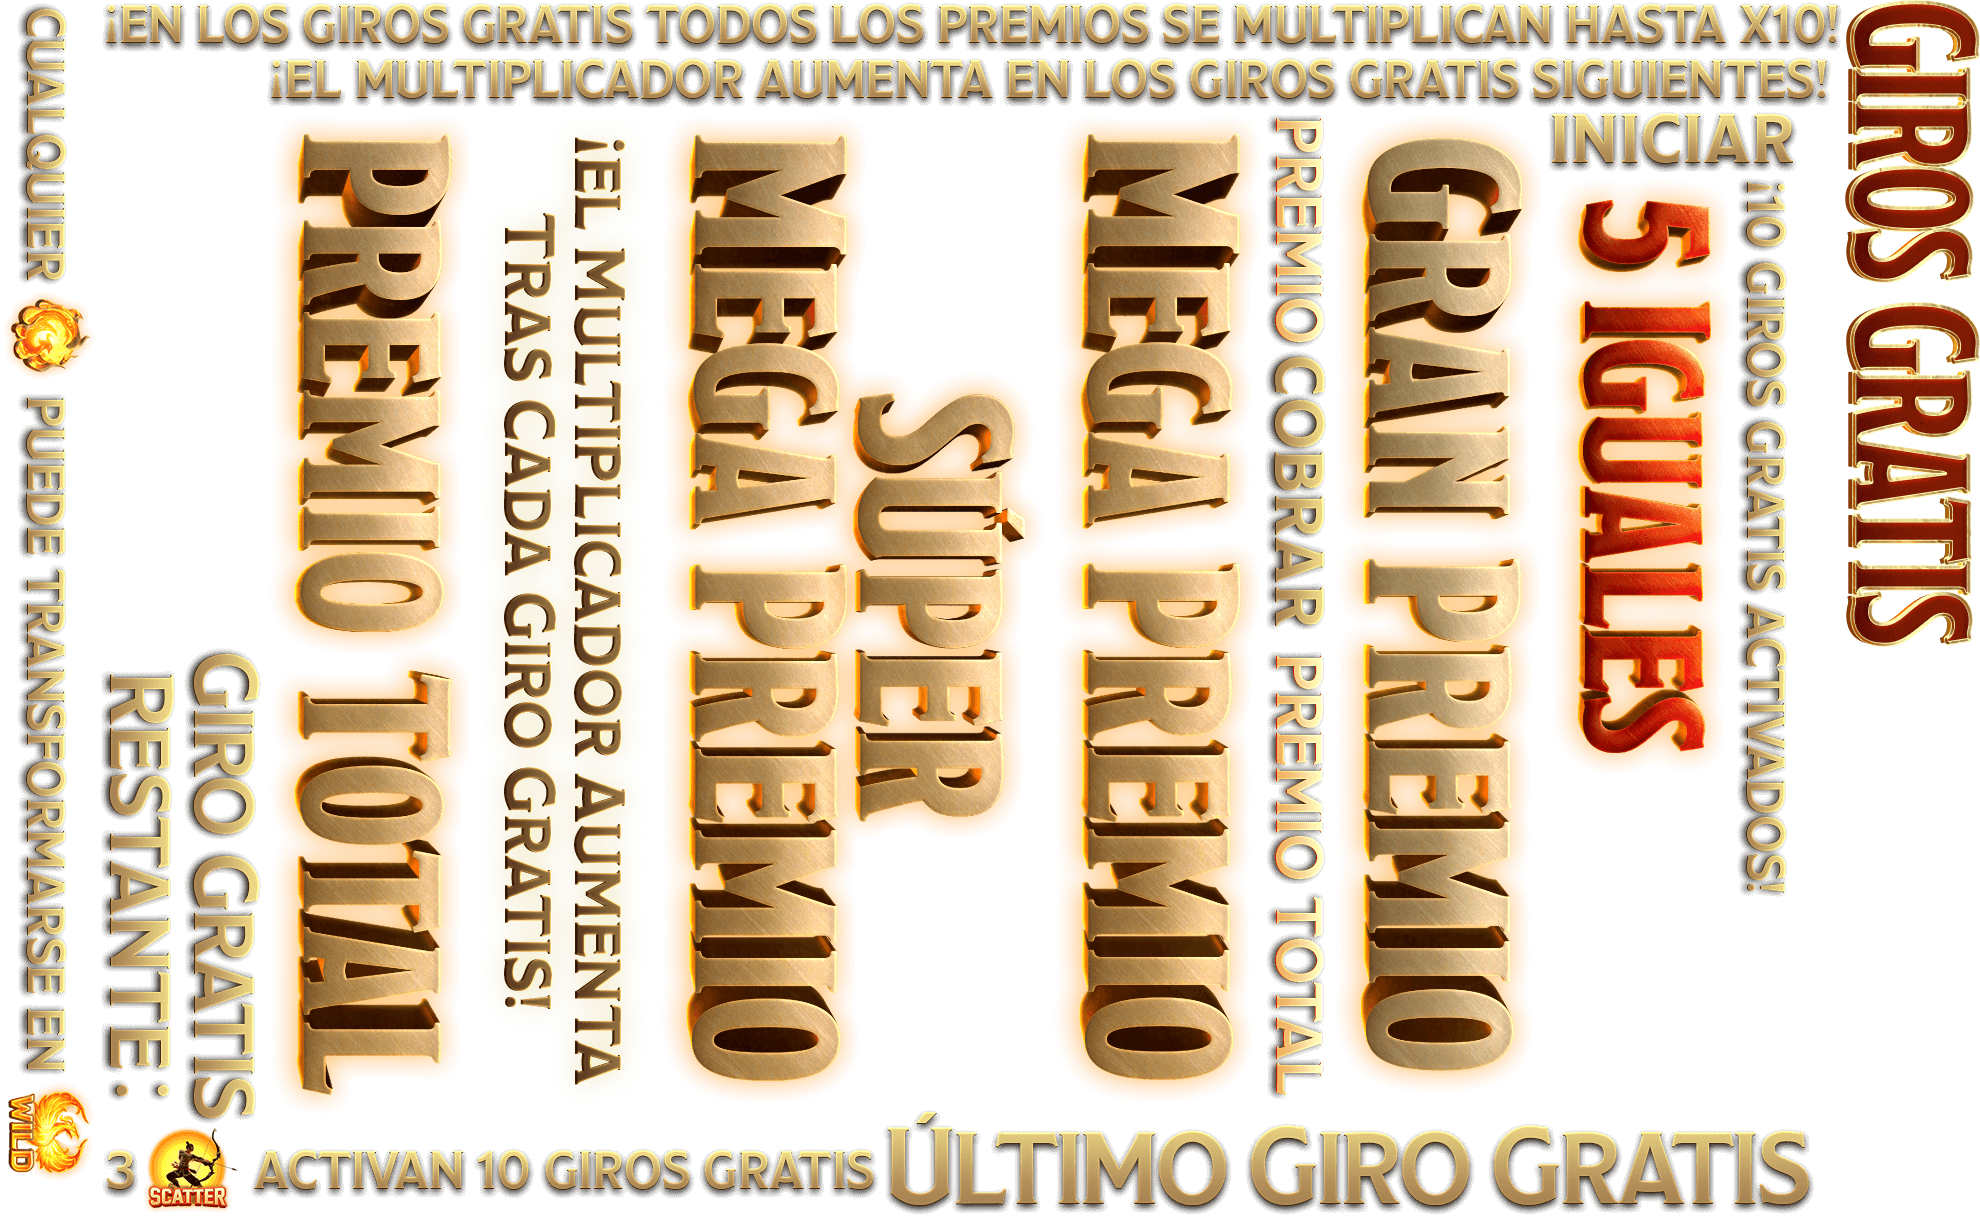 ¡EN LOS GIROS GRATIS TODOS LOS PREMIOS SE MULTIPLICAN HASTA X10!
¡EL MULTIPLICADOR AUMENTA EN LOS GIROS GRATIS SIGUIENTES!
INICIAR
GIROS GRATIS
¡10 GIROS GRATIS ACTIVADOS!
5 IGUALES
GRAN PREMIO
PREMIO COBRAR
PREMIO TOTAL
MEGA PREMIO
SÚPER
MEGA PREMIO
¡EL MULTIPLICADOR AUMENTA
TRAS CADA GIRO GRATIS!
PREMIO TOTAL
GIRO GRATIS
RESTANTE:
CUALQUIER PUEDE TRANSFORMARSE EN WILD
3 SCATTER ACTIVAN 10 GIROS GRATIS
ÚLTIMO GIRO GRATIS